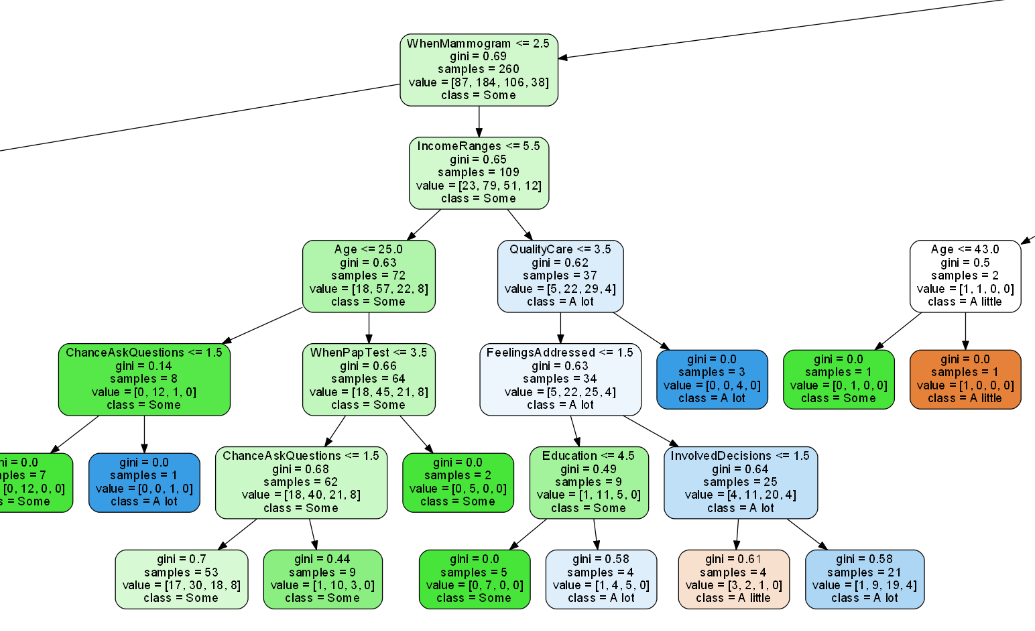 WhenMammogram <= 2.5
gini = 0.69
samples = 260
value = [87, 184, 106, 38]
class = Some
IncomeRanges <= 5.5
gini = 0.65
samples = 109
value = [23, 79, 51, 12]
class = Some
Age <= 25.0
gini = 0.63
samples = 72
value = [18, 57, 22, 8]
class = Some
QualityCare <= 3.5
gini = 0.62
samples = 37
value = [5, 22, 29, 4]
class = A lot
Age <= 43.0
gini = 0.5
samples = 2
value = [1, 1, 0, 0]
class = A little
ChanceAskQuestions <= 1.5
gini = 0.14
samples = 8
value = [0, 12, 1, 0]
class = Some
WhenPapTest <= 3.5
gini = 0.66
samples = 64
value = [18, 45, 21, 8]
class = Some
FeelingsAddressed <= 1.5
gini = 0.63
samples = 34
value = [5, 22, 25, 4]
class = A lot
gini = 0.0
samples = 3
value = [0, 0, 4, 0]
class = A lot
gini = 0.0
samples = 1
value = [0, 1, 0, 0]
class = Some
gini = 0.0
samples = 1
value = [1, 0, 0, 0]
class = A little
= 0.0
= 7
[0, 12, 0, 0]
= Some
gini = 0.0
samples = 1
value = [0, 0, 1, 0]
class = A lot
ChanceAskQuestions <= 1.5
gini = 0.68
samples = 62
value = [18, 40, 21, 8]
class = Some
gini = 0.0
samples = 2
value = [0, 5, 0, 0]
class = Some
Education <= 4.5
gini = 0.49
samples = 9
value = [1, 11, 5, 0]
class = Some
InvolvedDecisions <= 1.5
gini = 0.64
samples = 25
value = [4, 11, 20, 4]
class = A lot
gini = 0.7
samples = 53
value = [17, 30, 18, 8]
class = Some
gini = 0.44
samples = 9
value = [1, 10, 3, 0]
class = Some
gini = 0.0
samples = 5
value = [0, 7, 0, 0]
class = Some
gini = 0.58
samples = 4
value = [1, 4, 5, 0]
class = A lot
gini = 0.61
samples = 4
value = [3, 2, 1, 0]
class = A little
gini = 0.58
samples = 21
value = [1, 9, 19, 4]
class = A lot